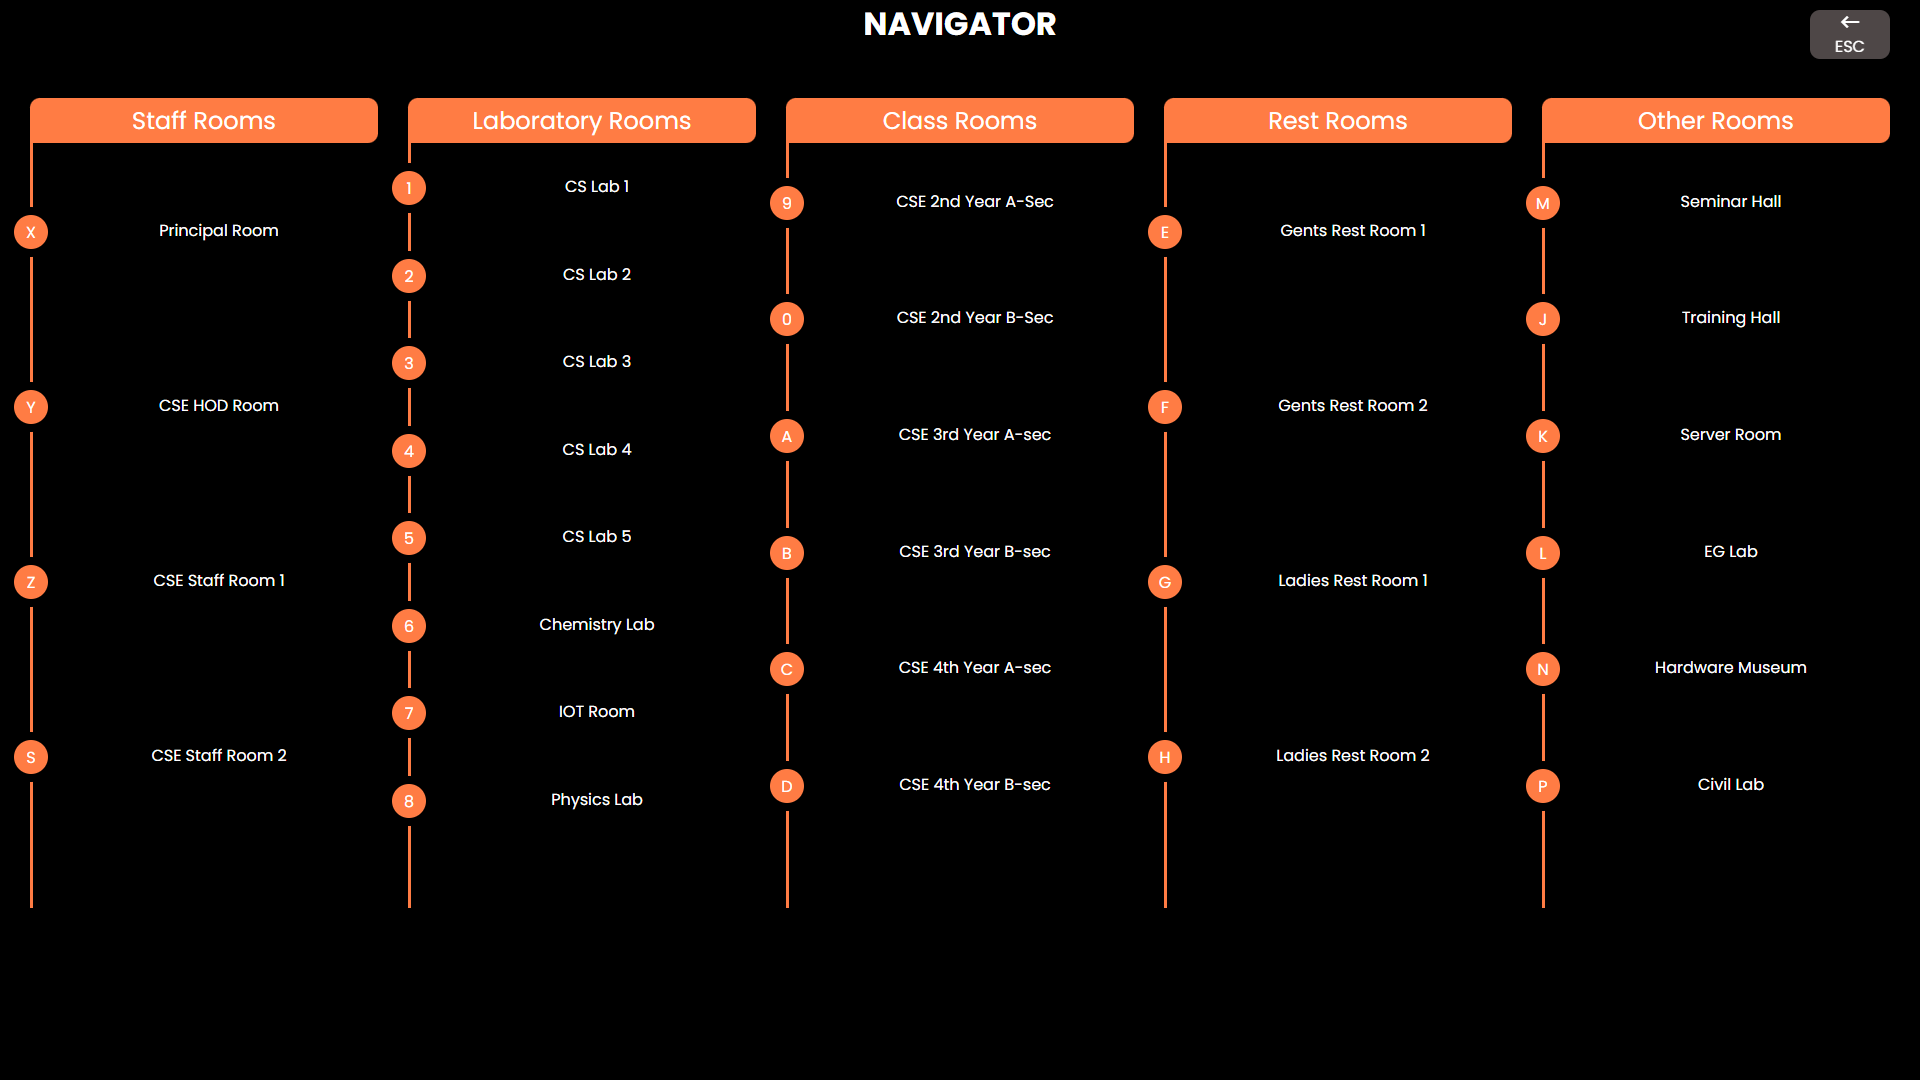 NAVIGATOR
←
ESC
Staff Rooms
X Principal Room
Y CSE HOD Room
Z CSE Staff Room 1
S CSE Staff Room 2
Laboratory Rooms
1 CS Lab 1
2 CS Lab 2
3 CS Lab 3
4 CS Lab 4
5 CS Lab 5
6 Chemistry Lab
7 IOT Room
8 Physics Lab
Class Rooms
9 CSE 2nd Year A-Sec
0 CSE 2nd Year B-Sec
A CSE 3rd Year A-sec
B CSE 3rd Year B-sec
C CSE 4th Year A-sec
D CSE 4th Year B-sec
Rest Rooms
E Gents Rest Room 1
F Gents Rest Room 2
G Ladies Rest Room 1
H Ladies Rest Room 2
Other Rooms
M Seminar Hall
J Training Hall
K Server Room
L EG Lab
N Hardware Museum
P Civil Lab